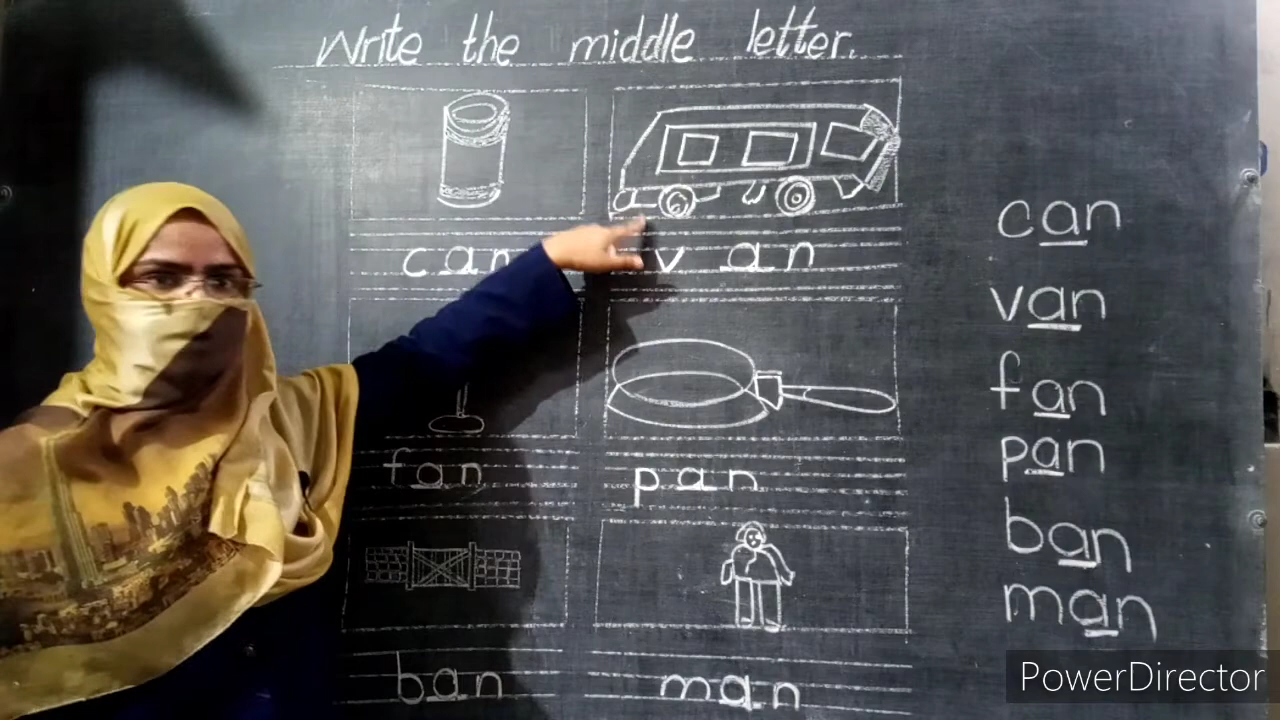 Write the middle letter.
can van
fan pan
ban man
can
van
fan
pan
ban
man
PowerDirector